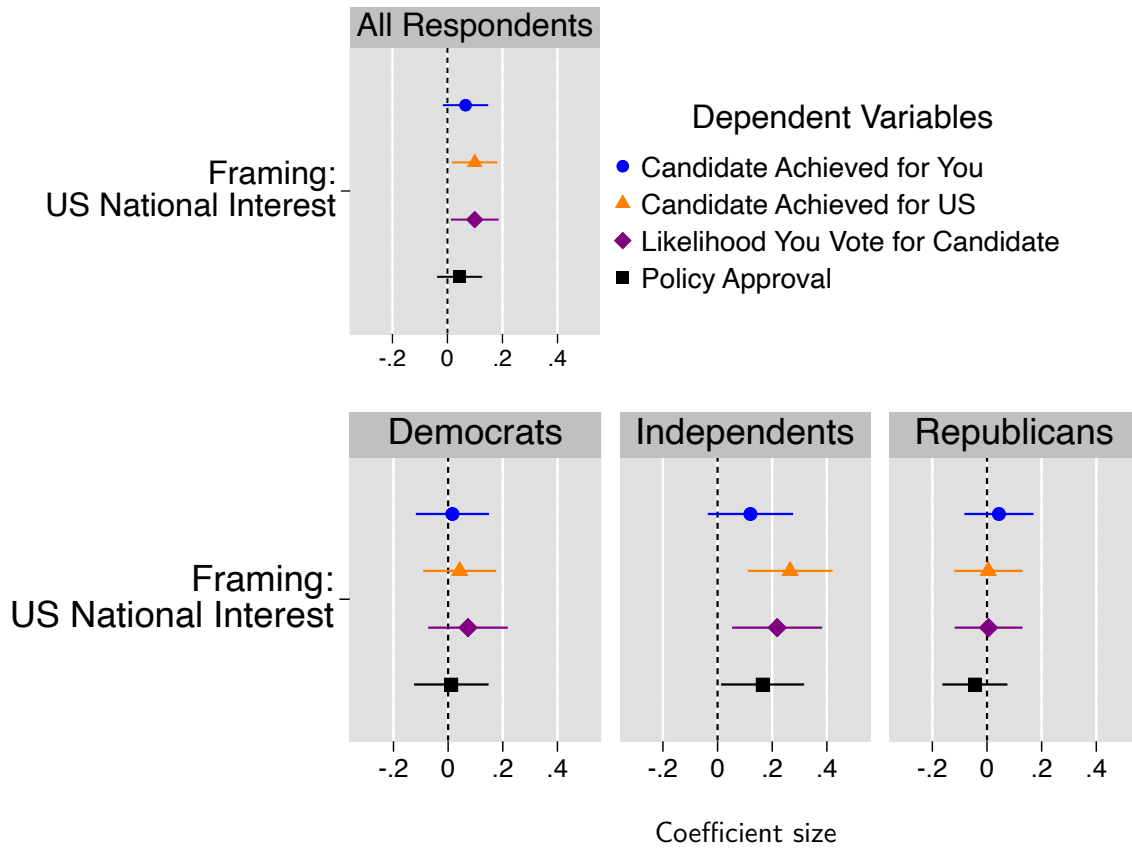 All Respondents
Framing:
US National Interest
-.2 0 .2 .4
Dependent Variables
Candidate Achieved for You
Candidate Achieved for US
Likelihood You Vote for Candidate
Policy Approval
Democrats Independents Republicans
Framing:
US National Interest
-.2 0 .2 .4 -.2 0 .2 .4 -.2 0 .2 .4
Coefficient size